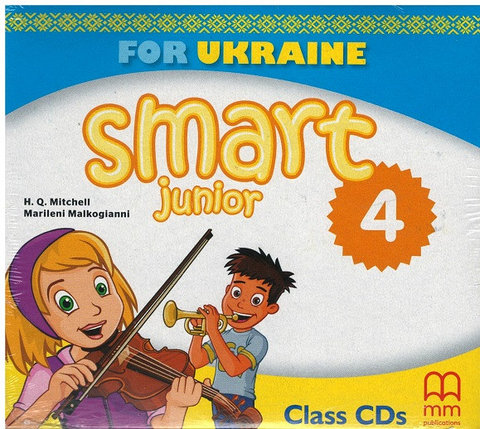 FOR UKRAINE
smart
junior
4
H. Q. Mitchell
Marileni Malkogianni
Class CDs
mm
publications